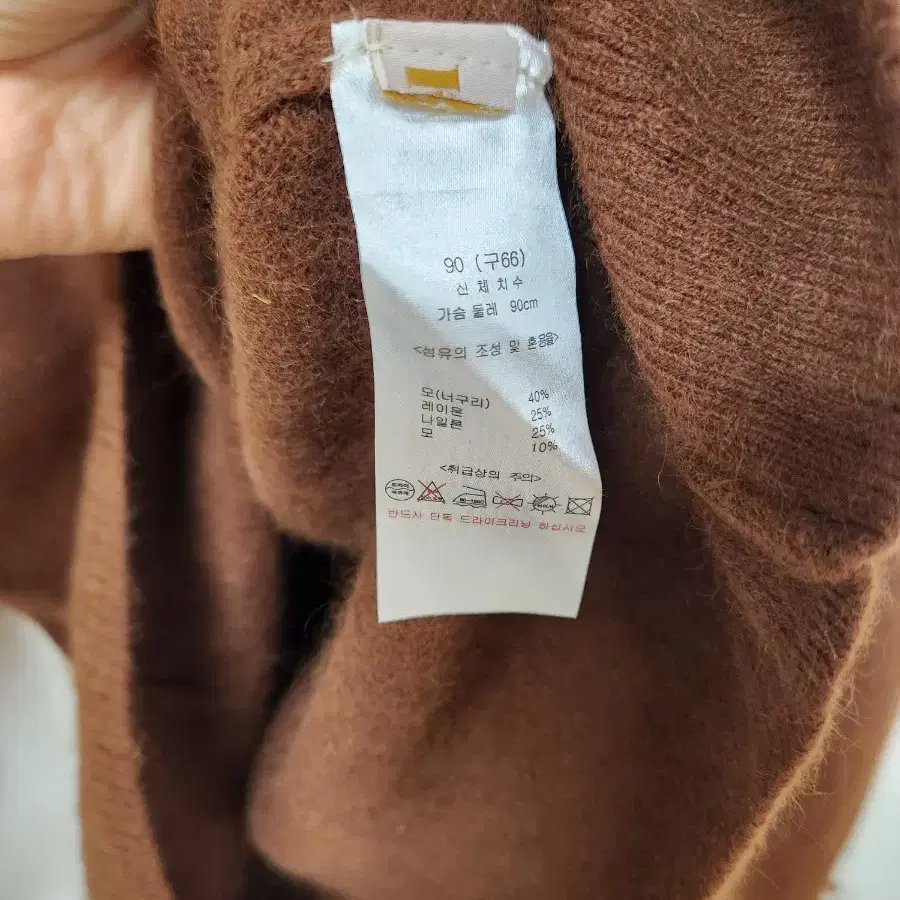 90 (구66)
신 체 치 수
가슴 둘레 90cm
<섬유의 조성 및 혼용율>
모(너구리) 40%
레이온 25%
나일론 25%
모 10%
<취급상의 주의>
반드시 단독 드라이크리닝 하십시오